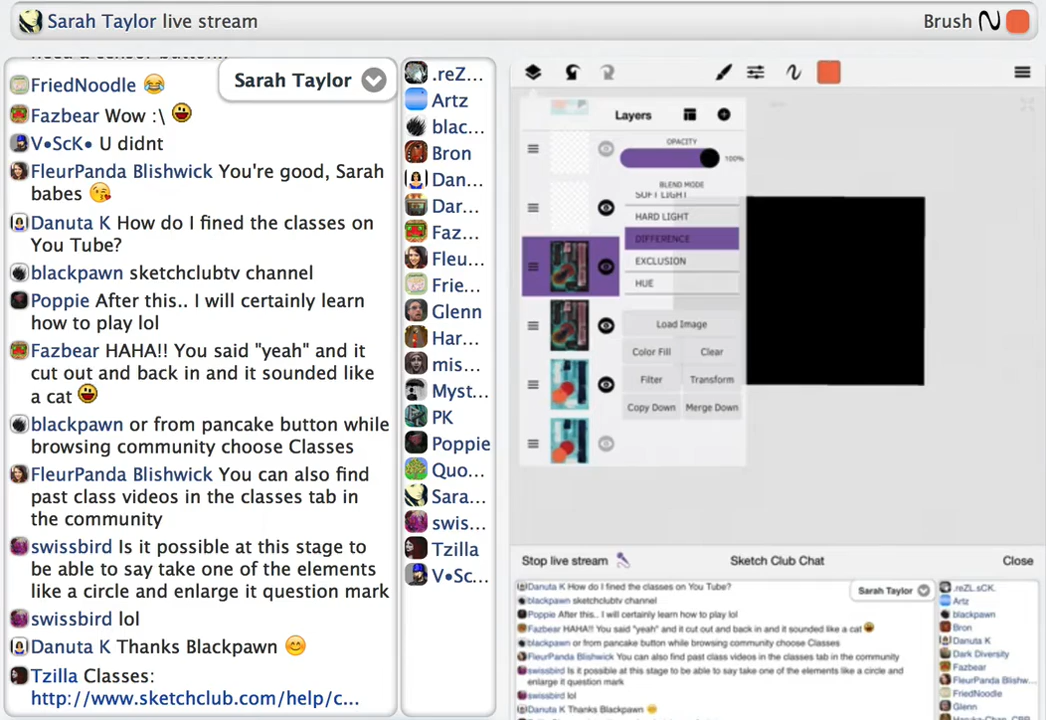 Sarah Taylor live stream
Brush
FriedNoodle 😂
Sarah Taylor
Fazbear Wow :\ 😃
V•ScK• U didnt
FleurPanda Blishwick You're good, Sarah
babes 😘
Danuta K How do I fined the classes on
You Tube?
blackpawn sketchclubtv channel
Poppie After this.. I will certainly learn
how to play lol
Fazbear HAHA!! You said "yeah" and it
cut out and back in and it sounded like
a cat 😃
blackpawn or from pancake button while
browsing community choose Classes
FleurPanda Blishwick You can also find
past class videos in the classes tab in
the community
swissbird Is it possible at this stage to
be able to say take one of the elements
like a circle and enlarge it question mark
swissbird lol
Danuta K Thanks Blackpawn 😊
Tzilla Classes:
http://www.sketchclub.com/help/c...
.reZ...
Artz
blac...
Bron
Dan...
Dar...
Faz...
Fleu...
Frie...
Glenn
Har...
mis...
Myst...
PK
Poppie
Quo...
Sara...
swis...
Tzilla
V•Sc...
Layers
OPACITY
100%
BLEND MODE
SOFT LIGHT
HARD LIGHT
DIFFERENCE
EXCLUSION
HUE
Load Image
Color Fill Clear
Filter Transform
Copy Down Merge Down
Stop live stream
Sketch Club Chat
Close
Danuta K How do I fined the classes on You Tube?
blackpawn sketchclubtv channel
Poppie After this.. I will certainly learn how to play lol
Fazbear HAHA!! You said "yeah" and it cut out and back in and it sounded like a cat 😃
blackpawn or from pancake button while browsing community choose Classes
FleurPanda Blishwick You can also find past class videos in the classes tab in the community
swissbird Is it possible at this stage to be able to say take one of the elements like a circle and
enlarge it question mark
swissbird lol
Danuta K Thanks Blackpawn 😊
Sarah Taylor
.reZL.sCK.
Artz
blackpawn
Bron
Danuta K
Dark Diversity
Fazbear
FleurPanda Blishw...
FriedNoodle
Glenn